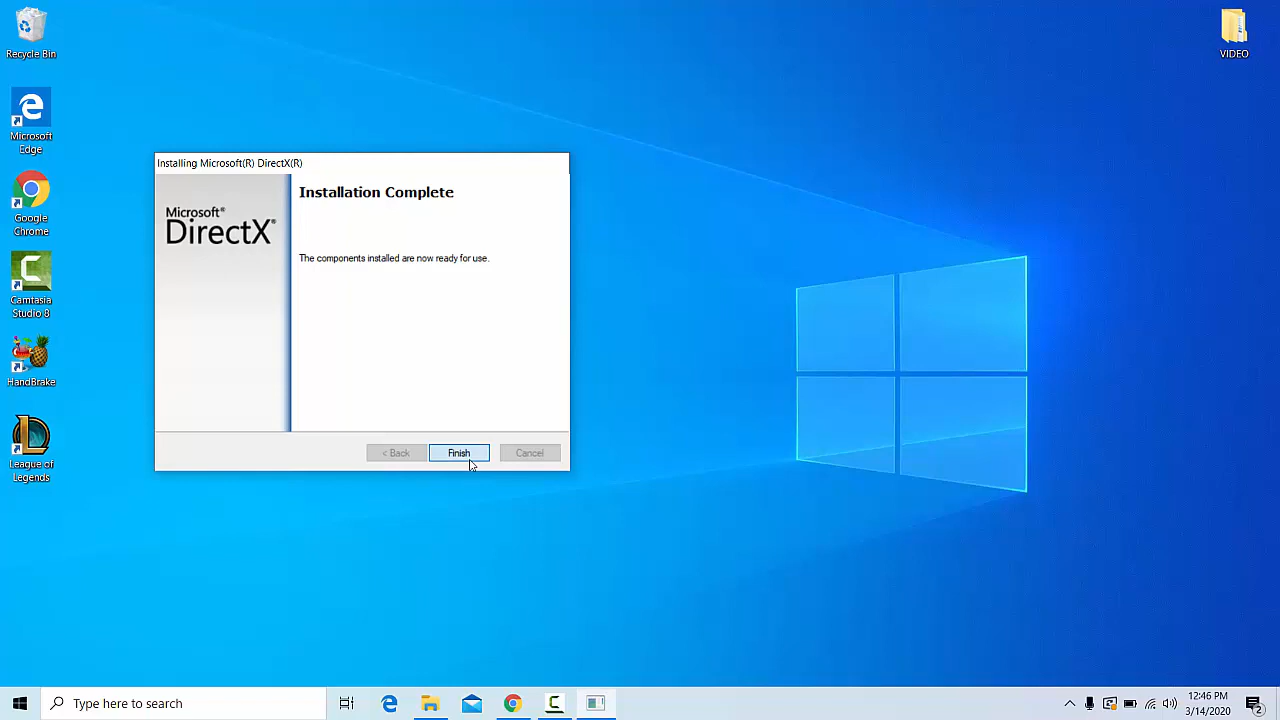 Recycle Bin
Microsoft
Edge
Google
Chrome
Camtasia
Studio 8
HandBrake
League of
Legends
VIDEO
Installing Microsoft(R) DirectX(R)
Microsoft®
DirectX®
Installation Complete
The components installed are now ready for use.
< Back
Finish
Cancel
Type here to search
12:46 PM
3/14/2020
2